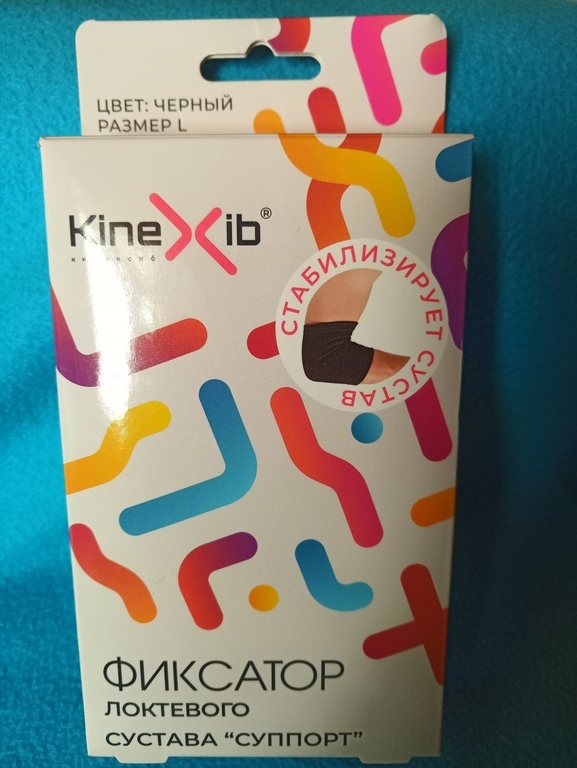 ЦВЕТ: ЧЕРНЫЙ
РАЗМЕР L
KineXib®
СТАБИЛИЗИРУЕТ СУСТАВ
ФИКСАТОР
ЛОКТЕВОГО
СУСТАВА “СУППОРТ”